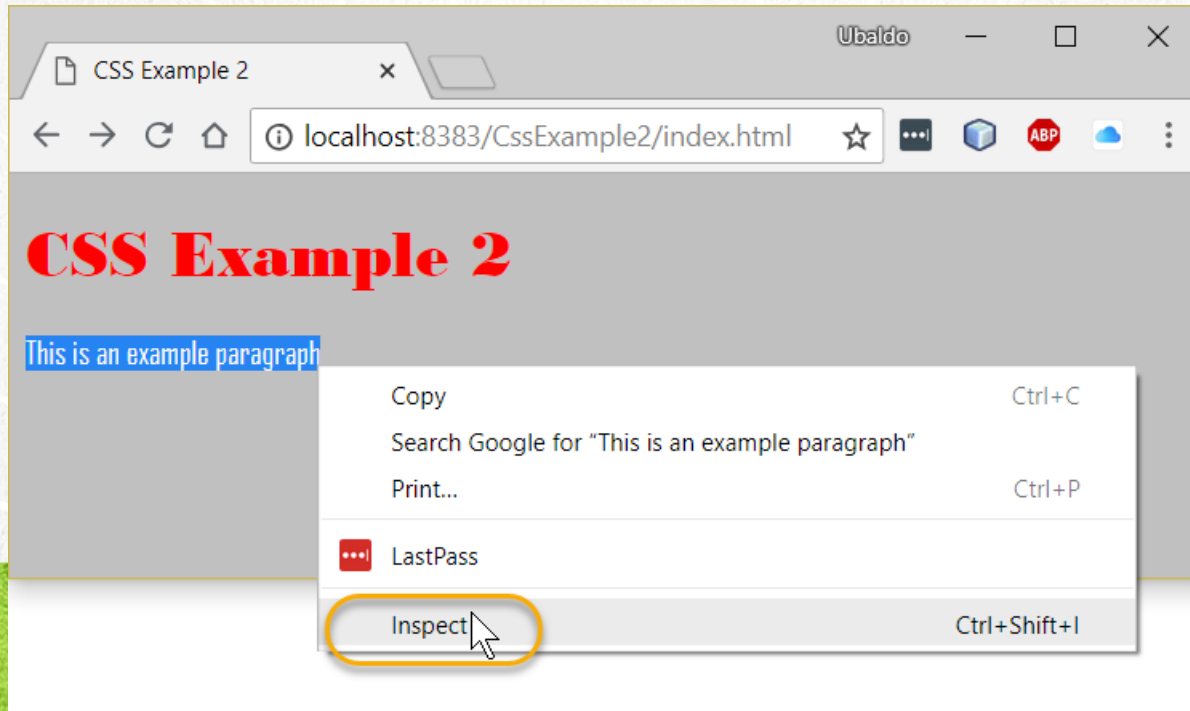 Ubaldo
CSS Example 2
localhost:8383/CssExample2/index.html
ABP
CSS Example 2
This is an example paragraph
Copy Ctrl+C
Search Google for “This is an example paragraph”
Print... Ctrl+P
LastPass
Inspect Ctrl+Shift+I